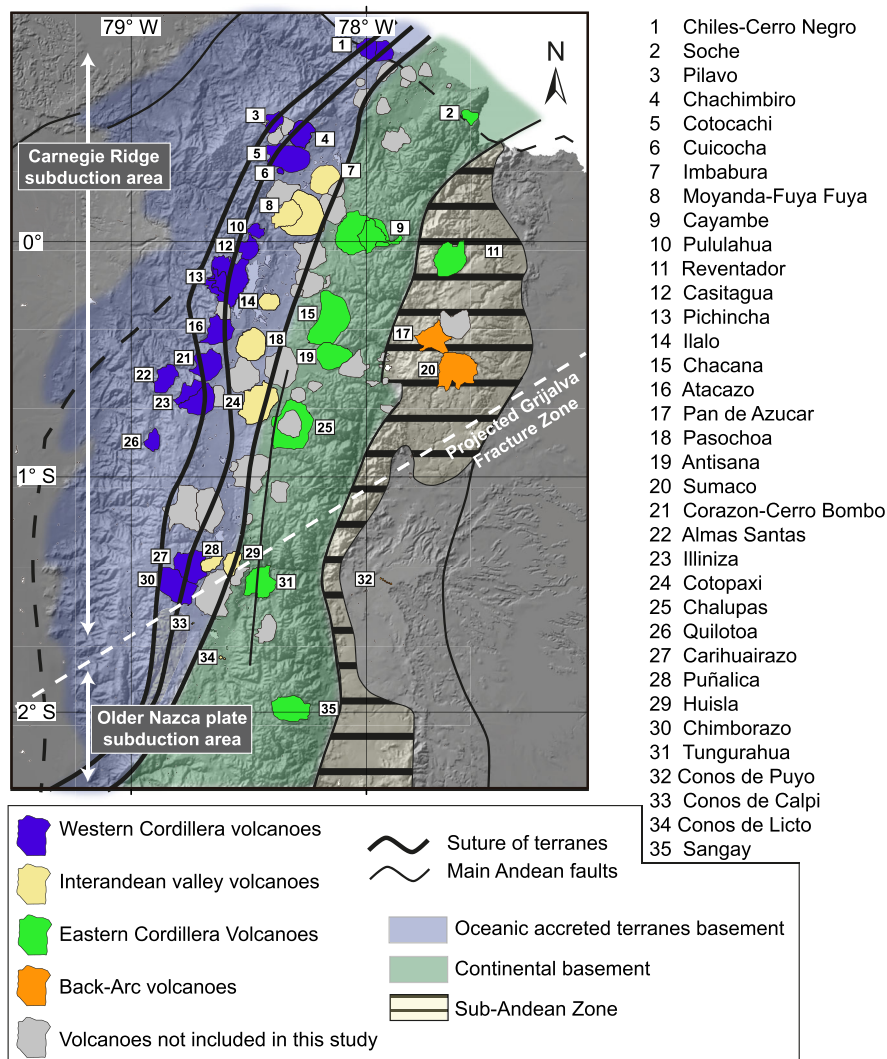 79° W
78° W
N
1
2
3
4
5
6
7
8
9
10
11
12
13
14
15
16
17
18
19
20
21
22
23
24
25
26
27
28
29
30
31
32
33
34
35
Carnegie Ridge
subduction area
0°
1° S
2° S
Projected Grijalva
Fracture Zone
Older Nazca plate
subduction area
1 Chiles-Cerro Negro
2 Soche
3 Pilavo
4 Chachimbiro
5 Cotocachi
6 Cuicocha
7 Imbabura
8 Moyanda-Fuya Fuya
9 Cayambe
10 Pululahua
11 Reventador
12 Casitagua
13 Pichincha
14 Ilalo
15 Chacana
16 Atacazo
17 Pan de Azucar
18 Pasochoa
19 Antisana
20 Sumaco
21 Corazon-Cerro Bombo
22 Almas Santas
23 Illiniza
24 Cotopaxi
25 Chalupas
26 Quilotoa
27 Carihuairazo
28 Puñalica
29 Huisla
30 Chimborazo
31 Tungurahua
32 Conos de Puyo
33 Conos de Calpi
34 Conos de Licto
35 Sangay
Western Cordillera volcanoes
Interandean valley volcanoes
Eastern Cordillera Volcanoes
Back-Arc volcanoes
Volcanoes not included in this study
Suture of terranes
Main Andean faults
Oceanic accreted terranes basement
Continental basement
Sub-Andean Zone